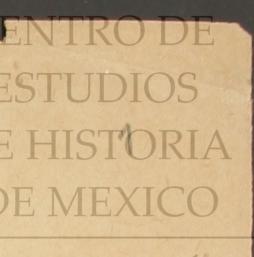 ENTRO DE
ESTUDIOS
E HISTORIA
DE MEXICO